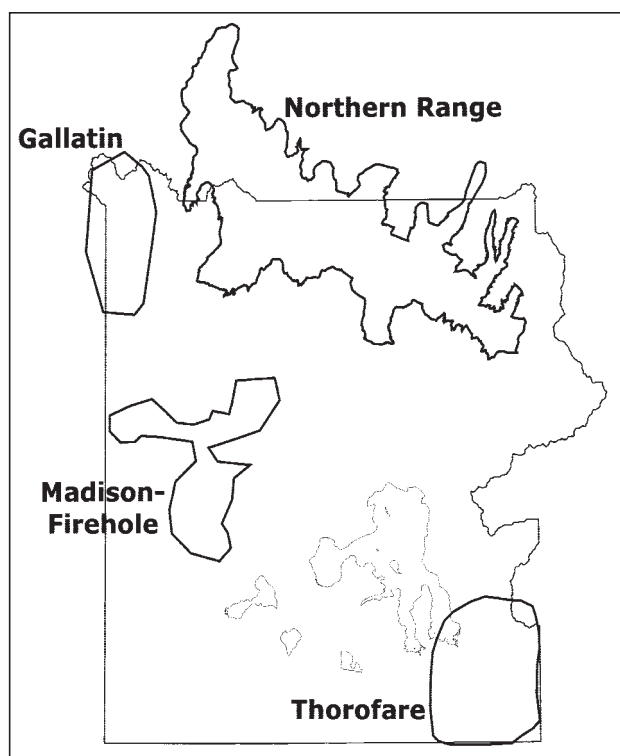 Northern Range
Gallatin
Madison-
Firehole
Thorofare